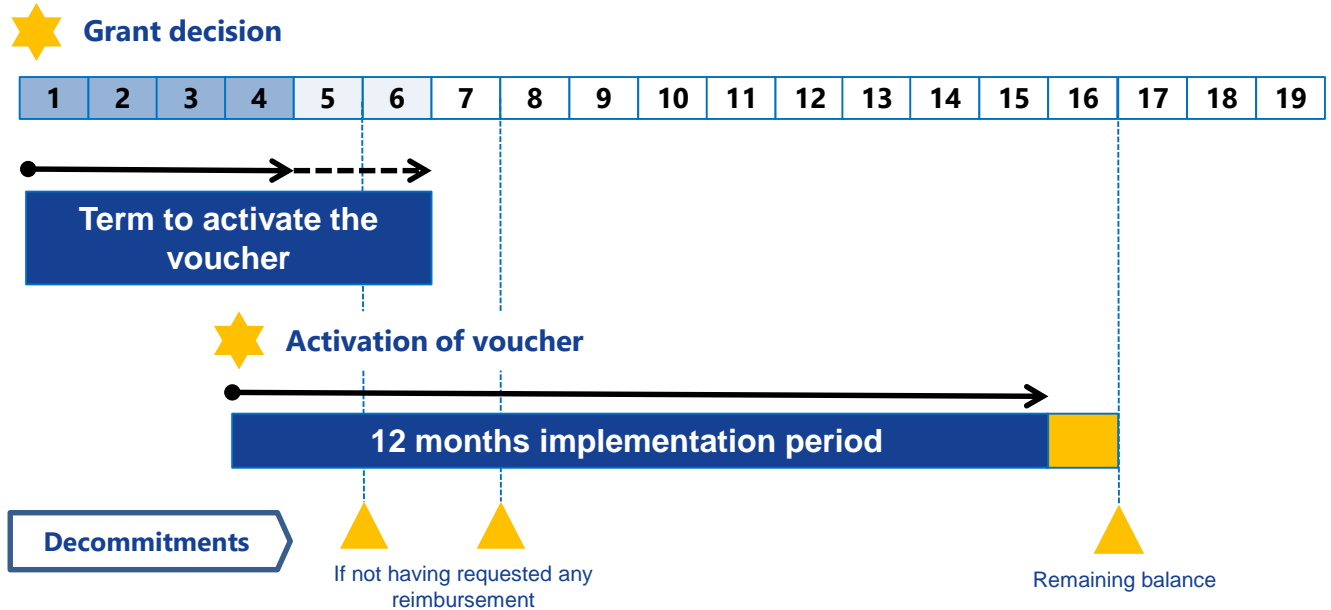 Grant decision
1 2 3 4 5 6 7 8 9 10 11 12 13 14 15 16 17 18 19
Term to activate the
voucher
Activation of voucher
12 months implementation period
Decommitments
If not having requested any
reimbursement
Remaining balance